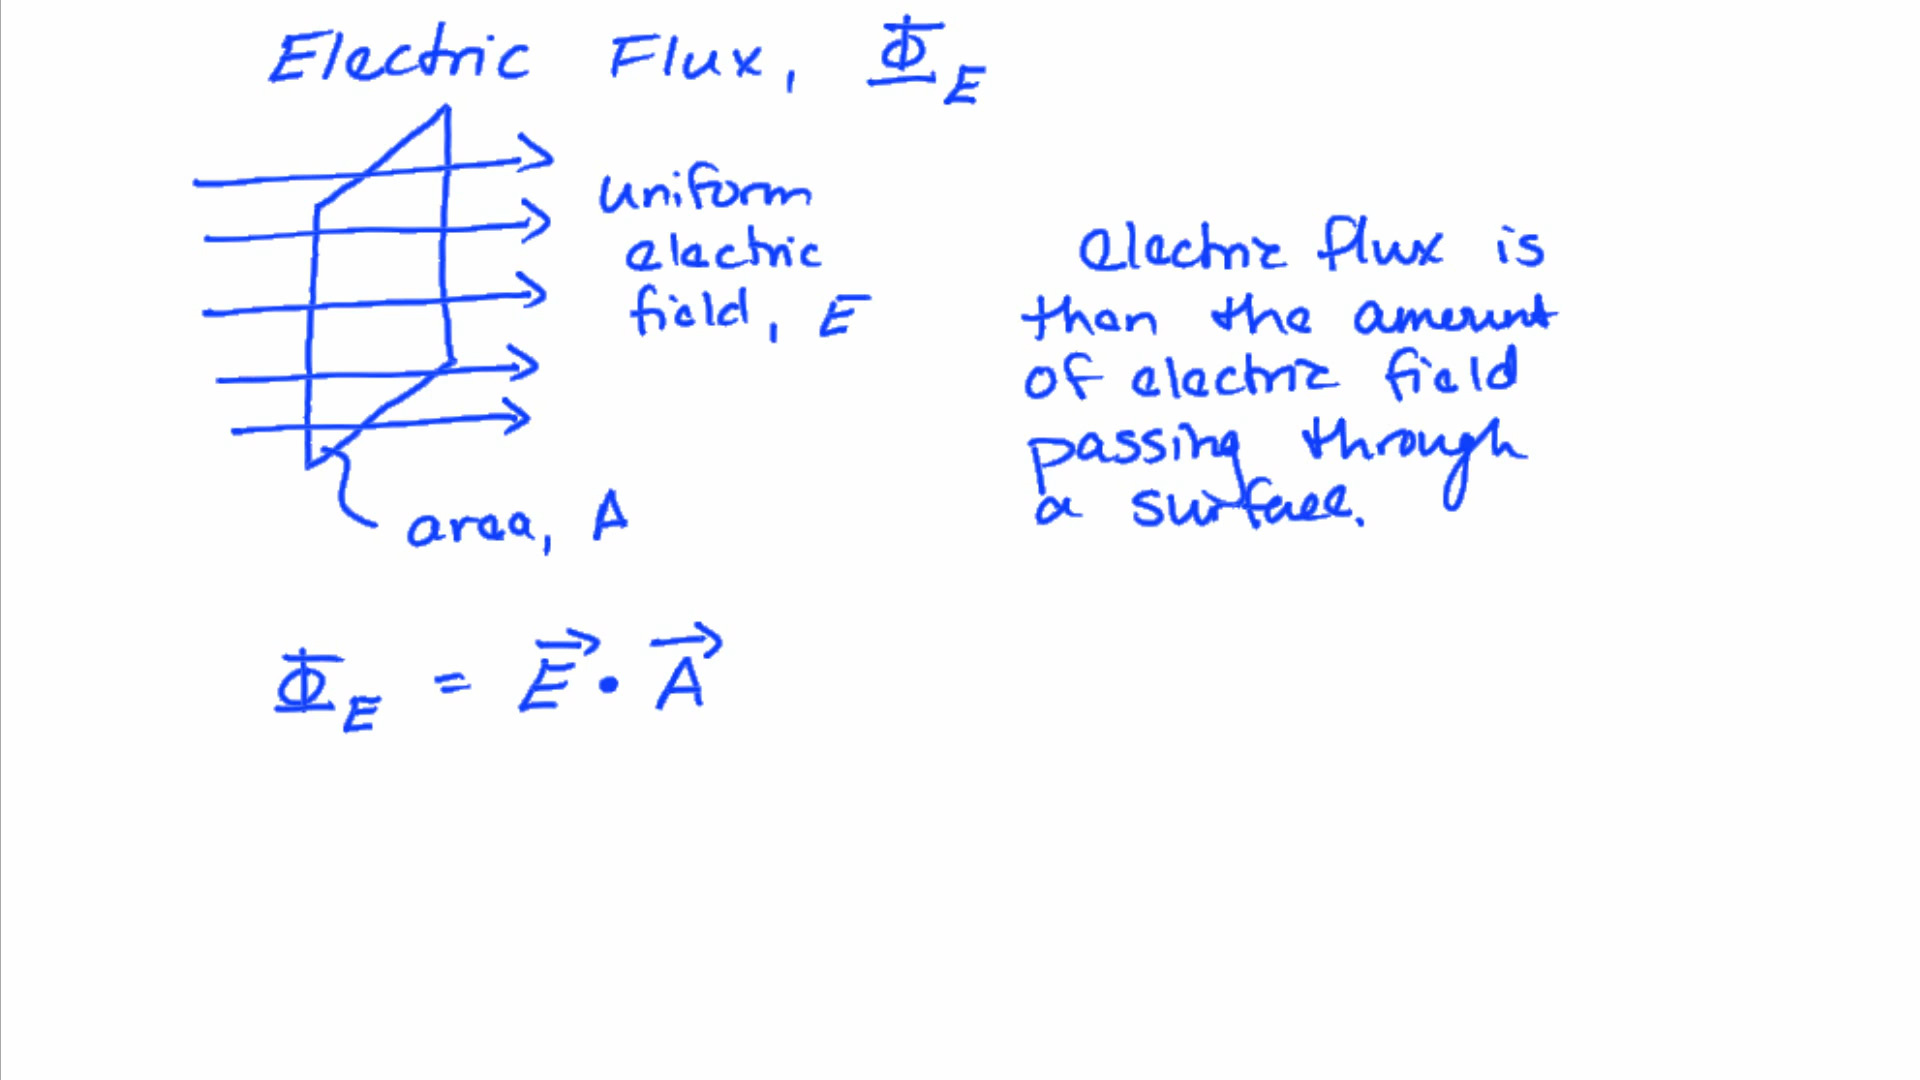 Electric Flux, Φ_E
uniform
electric
field, E
area, A
electric flux is
then the amount
of electric field
passing through
a surface.
Φ_E = E⃗ · A⃗